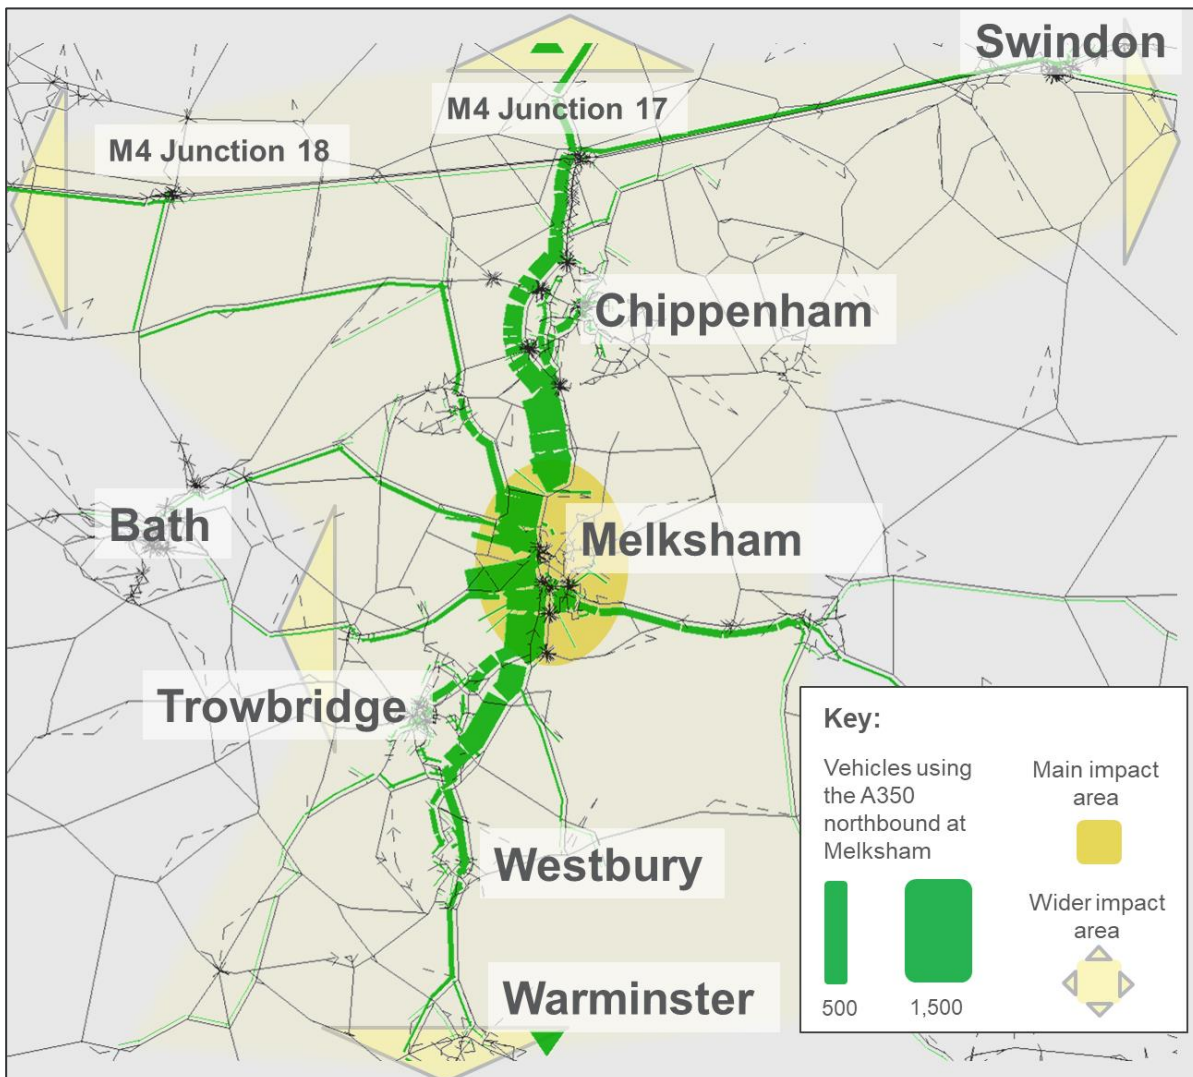 Swindon
M4 Junction 17
M4 Junction 18
Chippenham
Bath
Melksham
Trowbridge
Westbury
Warminster
Key:
Vehicles using
the A350
northbound at
Melksham
500
1,500
Main impact
area
Wider impact
area